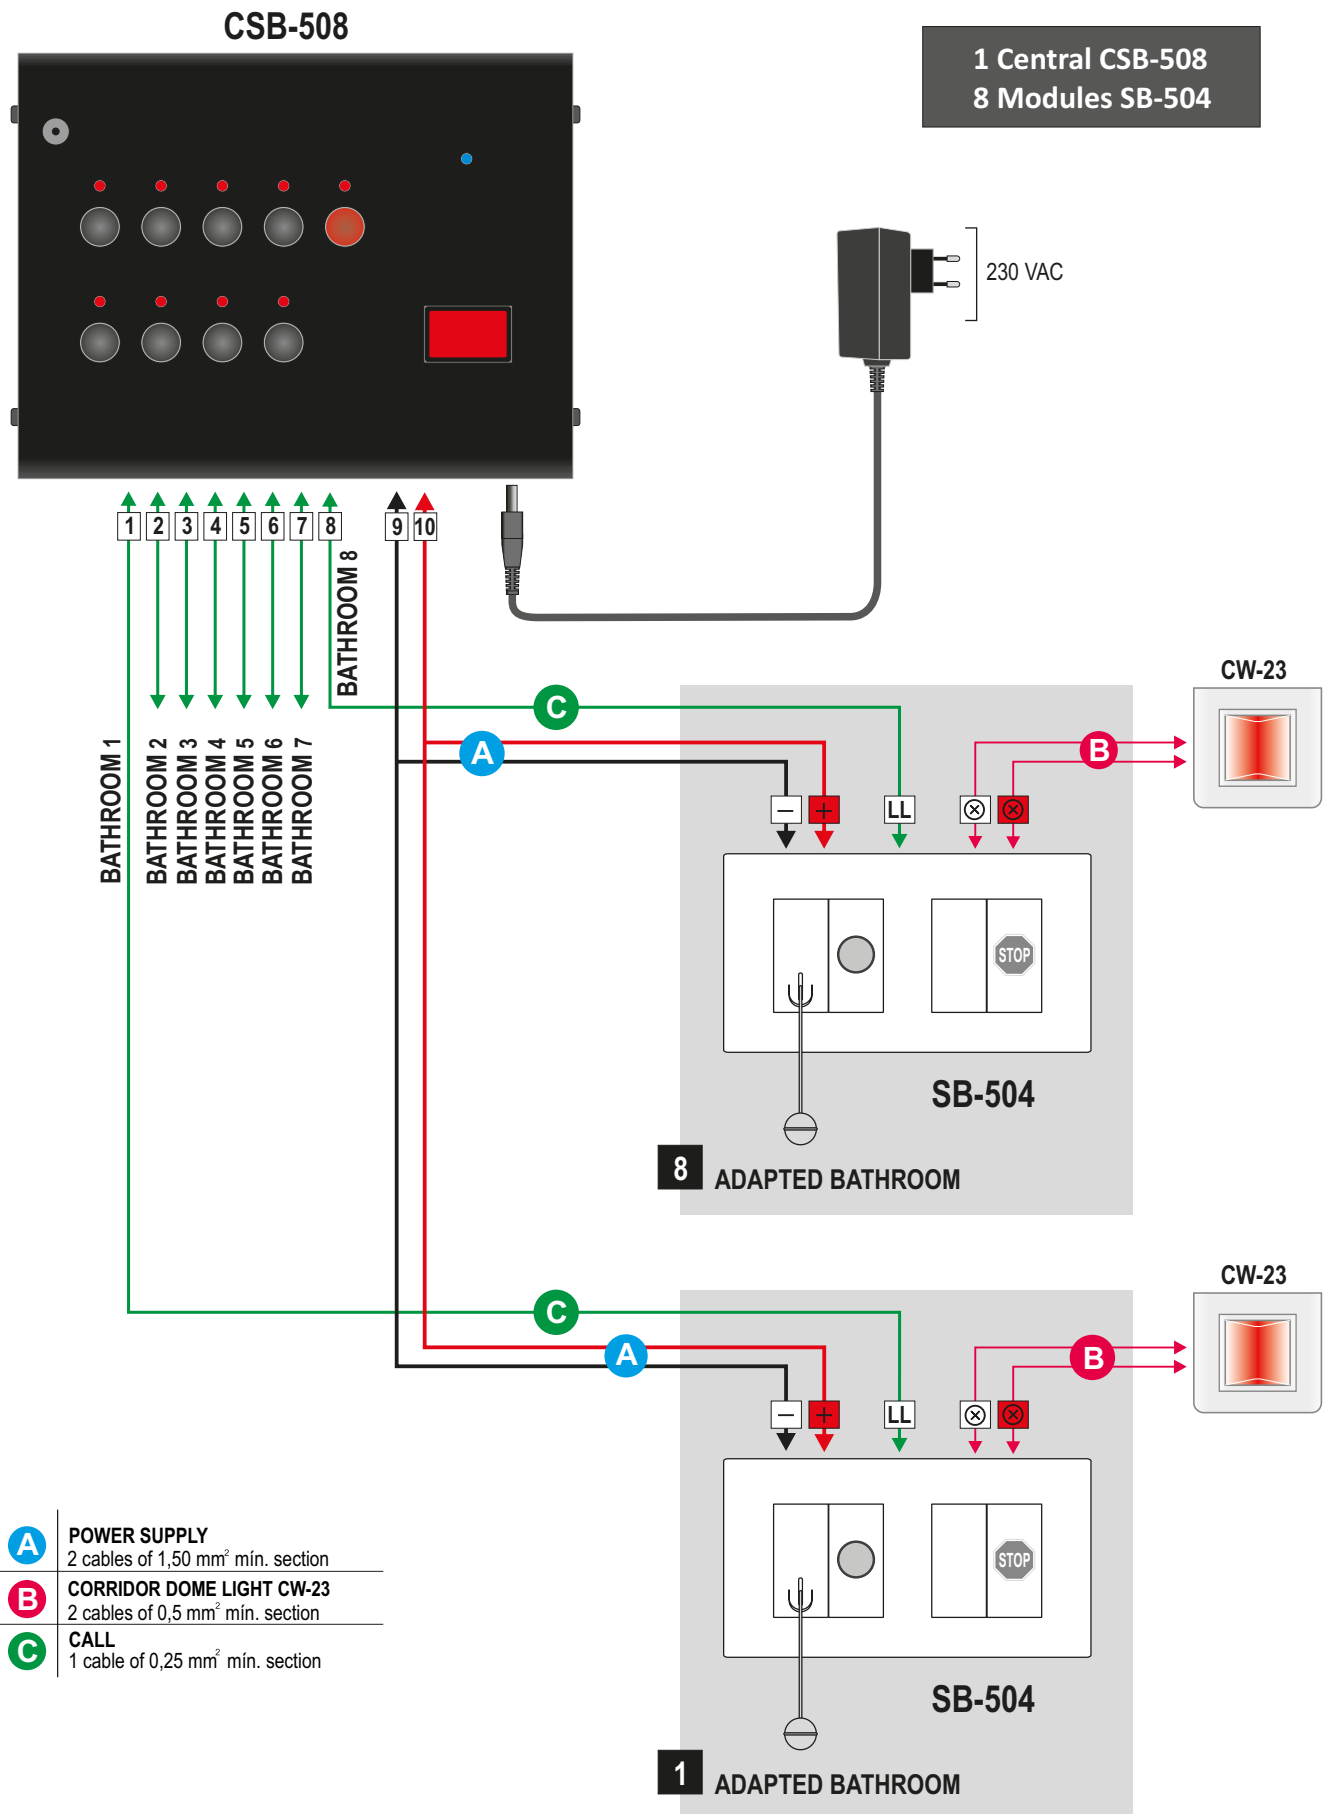 CSB-508
1 Central CSB-508
8 Modules SB-504
230 VAC
1 2 3 4 5 6 7 8 9 10
BATHROOM 8
BATHROOM 1
BATHROOM 2
BATHROOM 3
BATHROOM 4
BATHROOM 5
BATHROOM 6
BATHROOM 7
C
A
B
CW-23
− + LL
STOP
SB-504
8 ADAPTED BATHROOM
C
A
B
CW-23
− + LL
STOP
SB-504
1 ADAPTED BATHROOM
A POWER SUPPLY
2 cables of 1,50 mm² mín. section
B CORRIDOR DOME LIGHT CW-23
2 cables of 0,5 mm² mín. section
C CALL
1 cable of 0,25 mm² mín. section